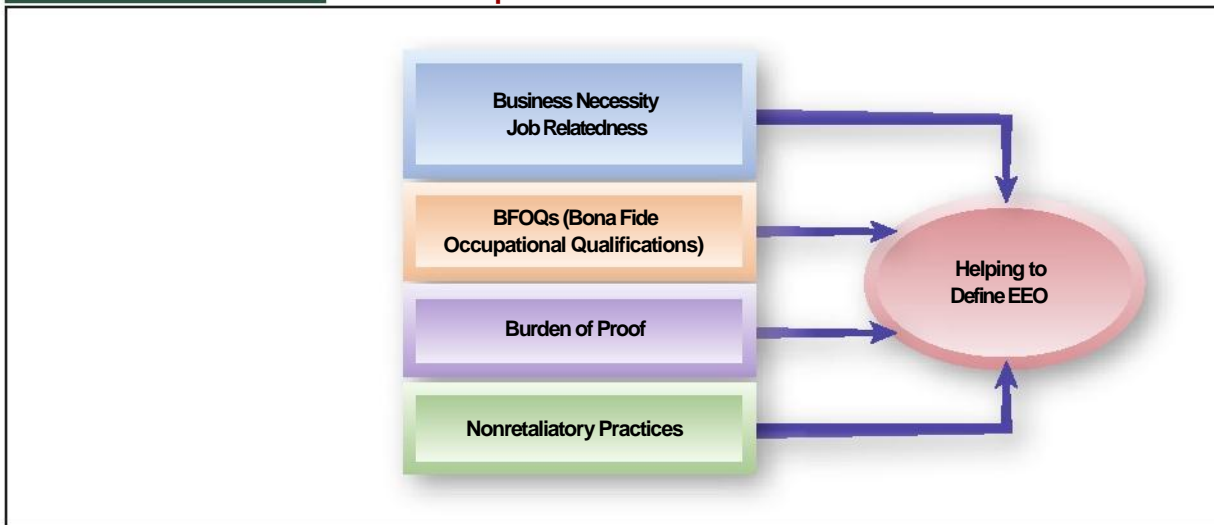 Business Necessity
Job Relatedness
BFOQs (Bona Fide
Occupational Qualifications)
Burden of Proof
Nonretaliatory Practices
Helping to
Define EEO